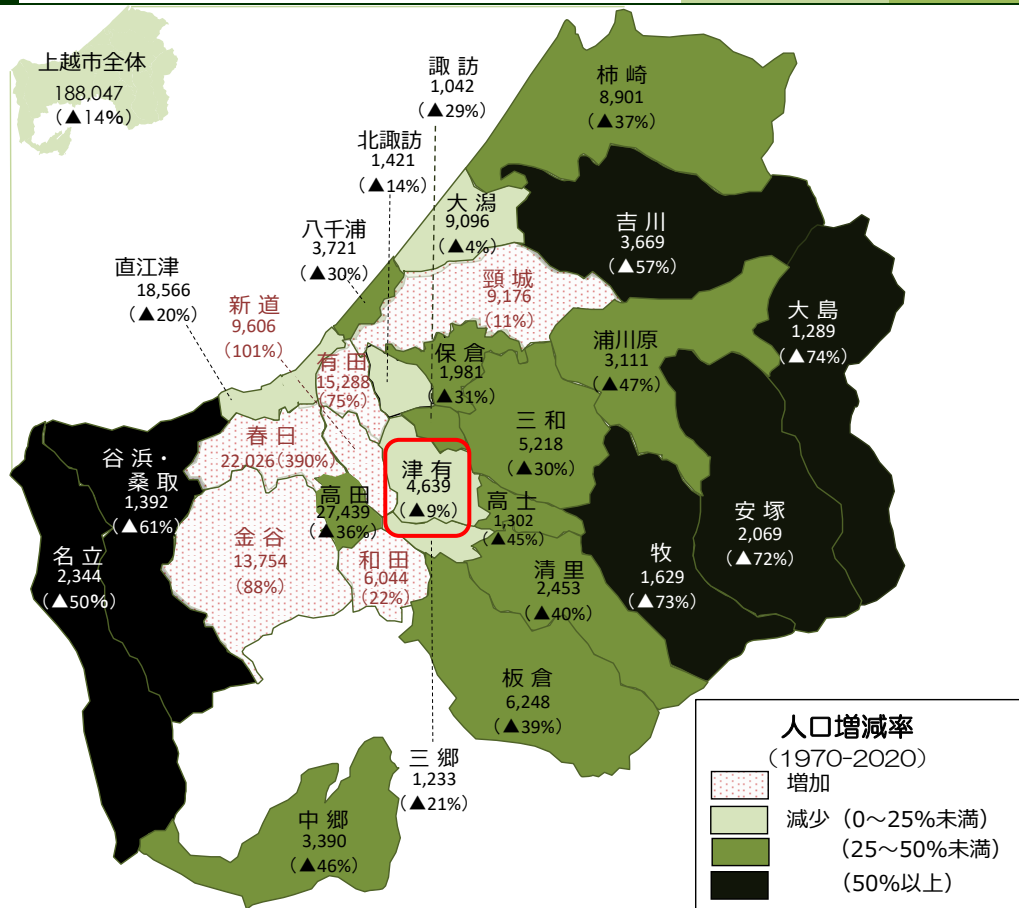 上越市全体
188,047
(▲14%)
諏訪
1,042
(▲29%)
柿崎
8,901
(▲37%)
北諏訪
1,421
(▲14%)
大潟
9,096
(▲4%)
吉川
3,669
(▲57%)
八千浦
3,721
(▲30%)
直江津
18,566
(▲20%)
新道
9,606
(101%)
頸城
9,176
(11%)
大島
1,289
(▲74%)
有田
15,288
(75%)
保倉
1,981
(▲31%)
浦川原
3,111
(▲47%)
三和
5,218
(▲30%)
春日
22,026(390%)
谷浜・
桑取
1,392
(▲61%)
津有
4,639
(▲9%)
高田
27,439
(▲36%)
高士
1,302
(▲45%)
安塚
2,069
(▲72%)
金谷
13,754
(88%)
名立
2,344
(▲50%)
和田
6,044
(22%)
清里
2,453
(▲40%)
牧
1,629
(▲73%)
板倉
6,248
(▲39%)
三郷
1,233
(▲21%)
中郷
3,390
(▲46%)
人口増減率
(1970-2020)
増加
減少(0~25%未満)
(25~50%未満)
(50%以上)